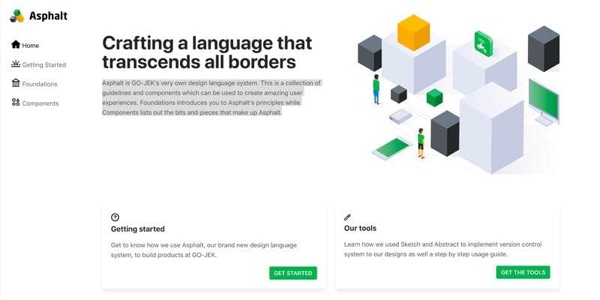 Asphalt
Home
Getting Started
Foundations
Components
Crafting a language that
transcends all borders
Asphalt is GO-JEK's very own design language system. This is a collection of
guidelines and components which can be used to create amazing user
experiences. Foundations introduces you to Asphalt's principles while
Components lists out the bits and pieces that make up Asphalt.
Getting started
Get to know how we use Asphalt, our brand new design language
system, to build products at GO-JEK.
GET STARTED
Our tools
Learn how we used Sketch and Abstract to implement version control
system to our designs as well a step by step usage guide.
GET THE TOOLS